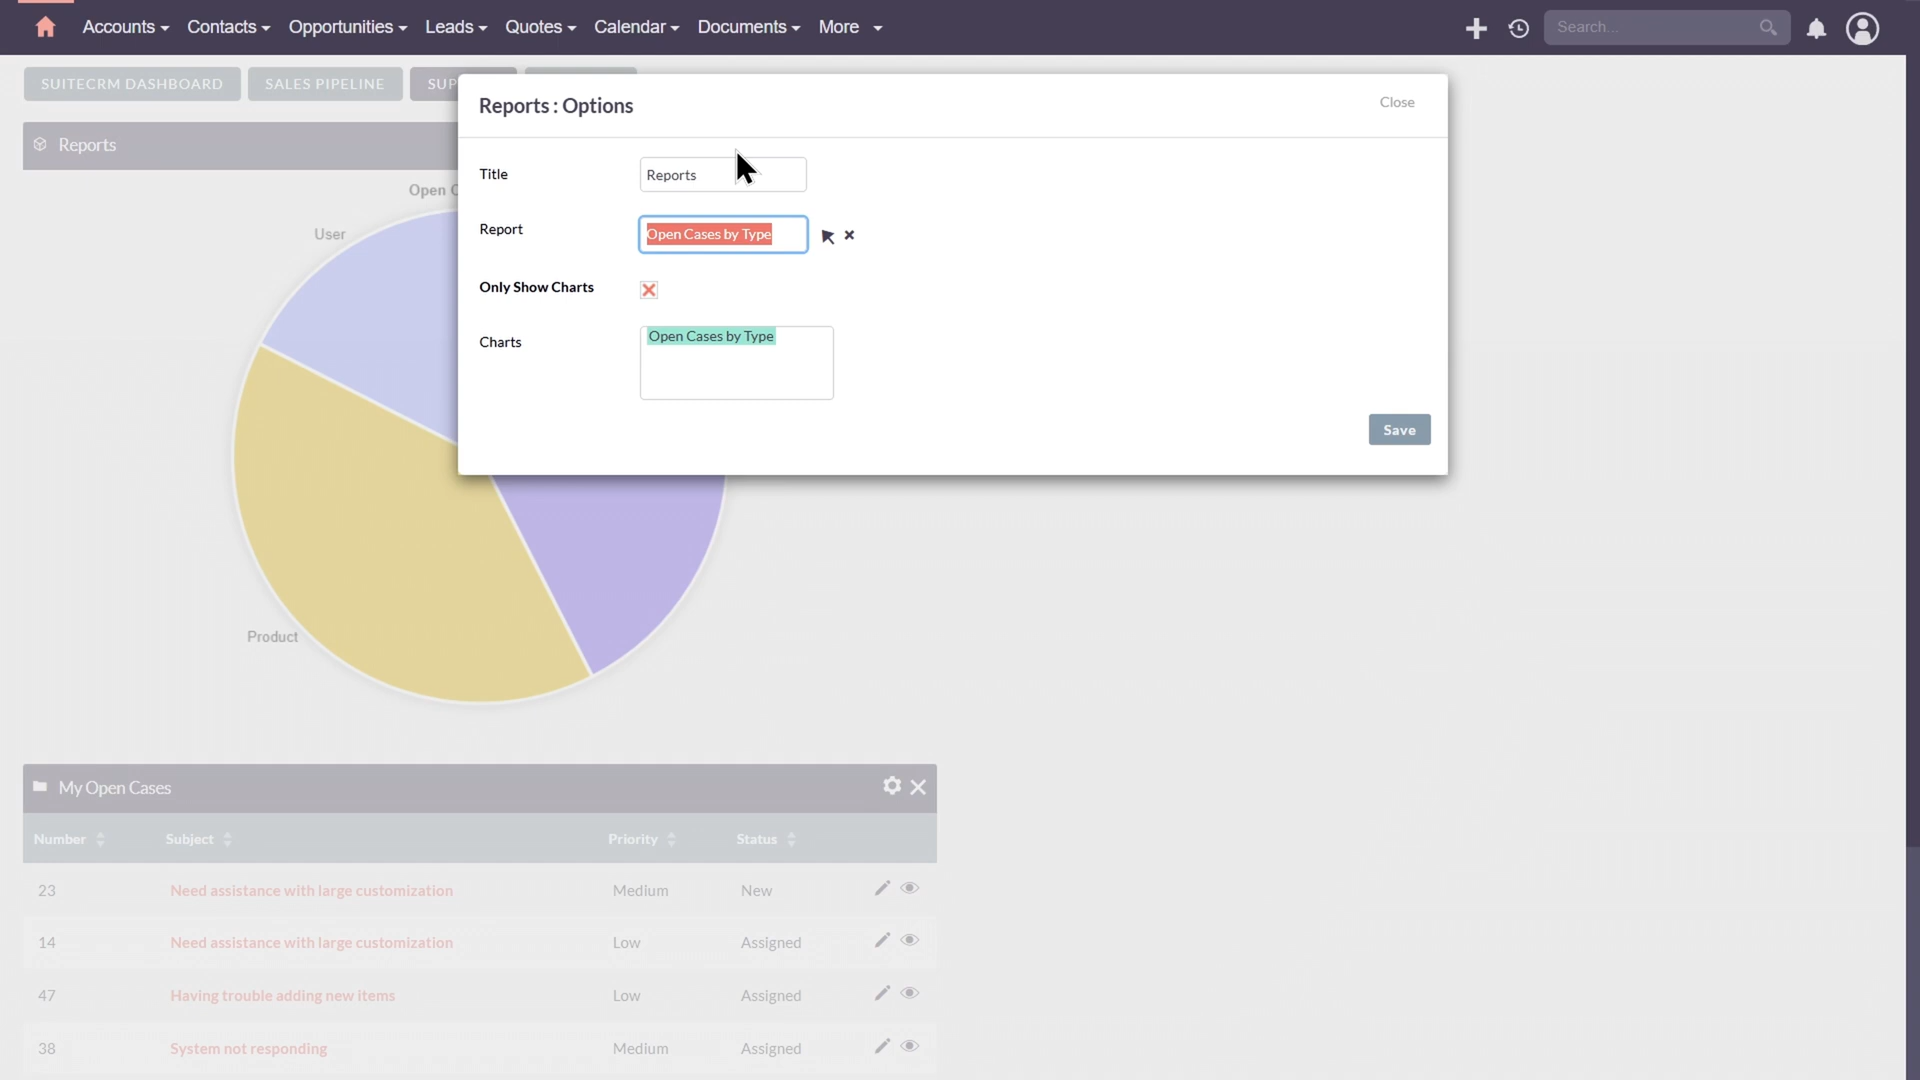 Accounts Contacts Opportunities Leads Quotes Calendar Documents More Search...
SUITECRM DASHBOARD SALES PIPELINE SUP
Reports : Options Close
Reports
Title Reports
Open C
User
Report Open Cases by Type
Only Show Charts
Charts Open Cases by Type
Save
Product
My Open Cases
Number Subject Priority Status
23 Need assistance with large customization Medium New
14 Need assistance with large customization Low Assigned
47 Having trouble adding new items Low Assigned
38 System not responding Medium Assigned